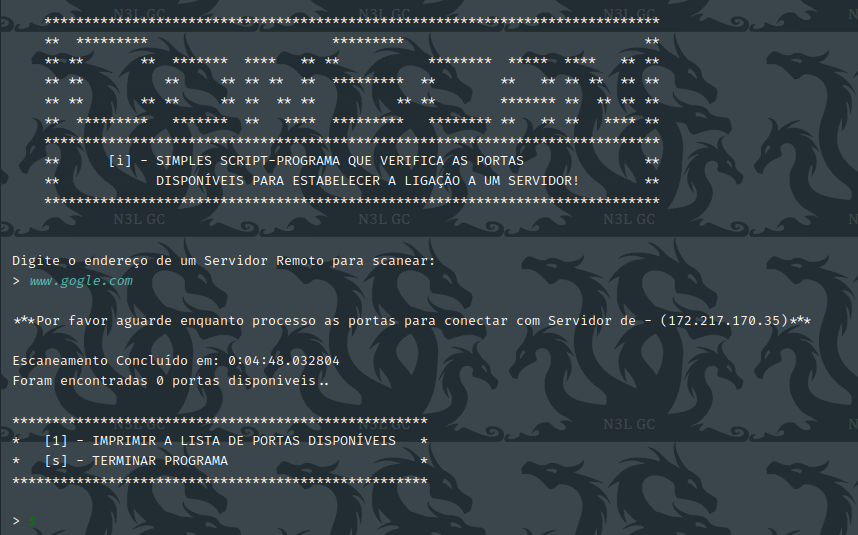 [i] - SIMPLES SCRIPT-PROGRAMA QUE VERIFICA AS PORTAS
DISPONÍVEIS PARA ESTABELECER A LIGAÇÃO A UM SERVIDOR!
N3L GC
Digite o endereço de um Servidor Remoto para scanear:
> www.gogle.com
***Por favor aguarde enquanto processo as portas para conectar com Servidor de - (172.217.170.35)***
Escaneamento Concluído em: 0:04:48.032804
Foram encontradas 0 portas disponiveis..
* [1] - IMPRIMIR A LISTA DE PORTAS DISPONÍVEIS *
* [s] - TERMINAR PROGRAMA *
>